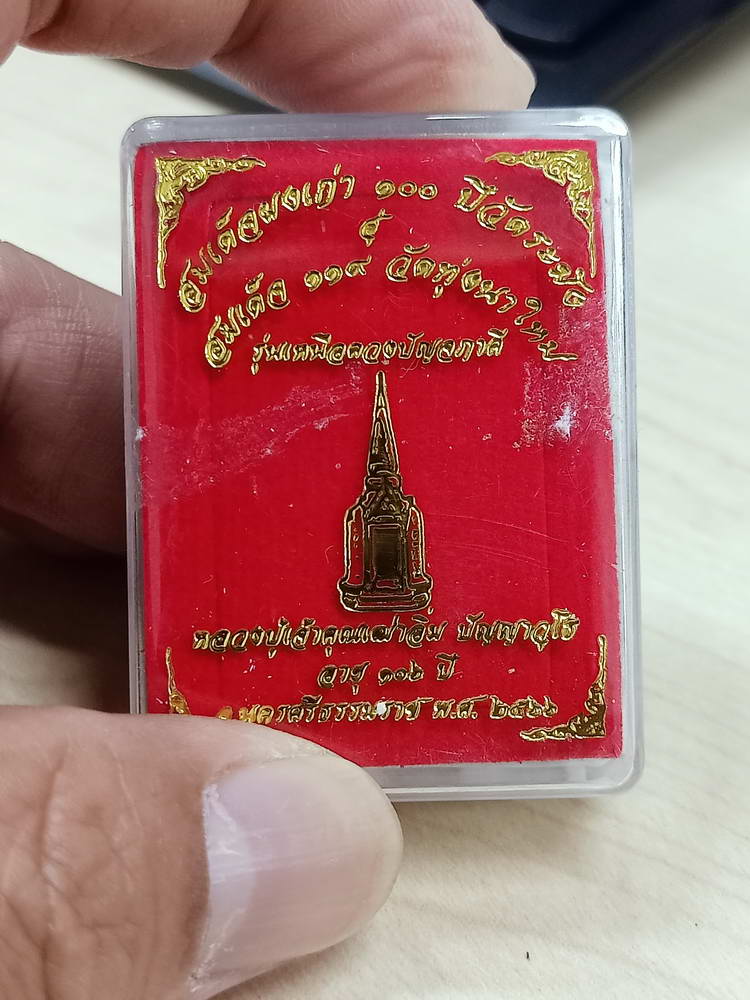 สมเด็จผงเก่า ๑๐๐ ปีวัดระฆัง
สู่
สมเด็จ ๑๑๙ วัดทุ่งนาใหม่
รุ่นเหนือดวงปัญจภาคี
หลวงปู่เจ้าคุณเฒ่าอิ่ม ปัญญาวุโธ
อายุ ๑๑๖ ปี
นครศรีธรรมราช พ.ศ. ๒๕๖๖